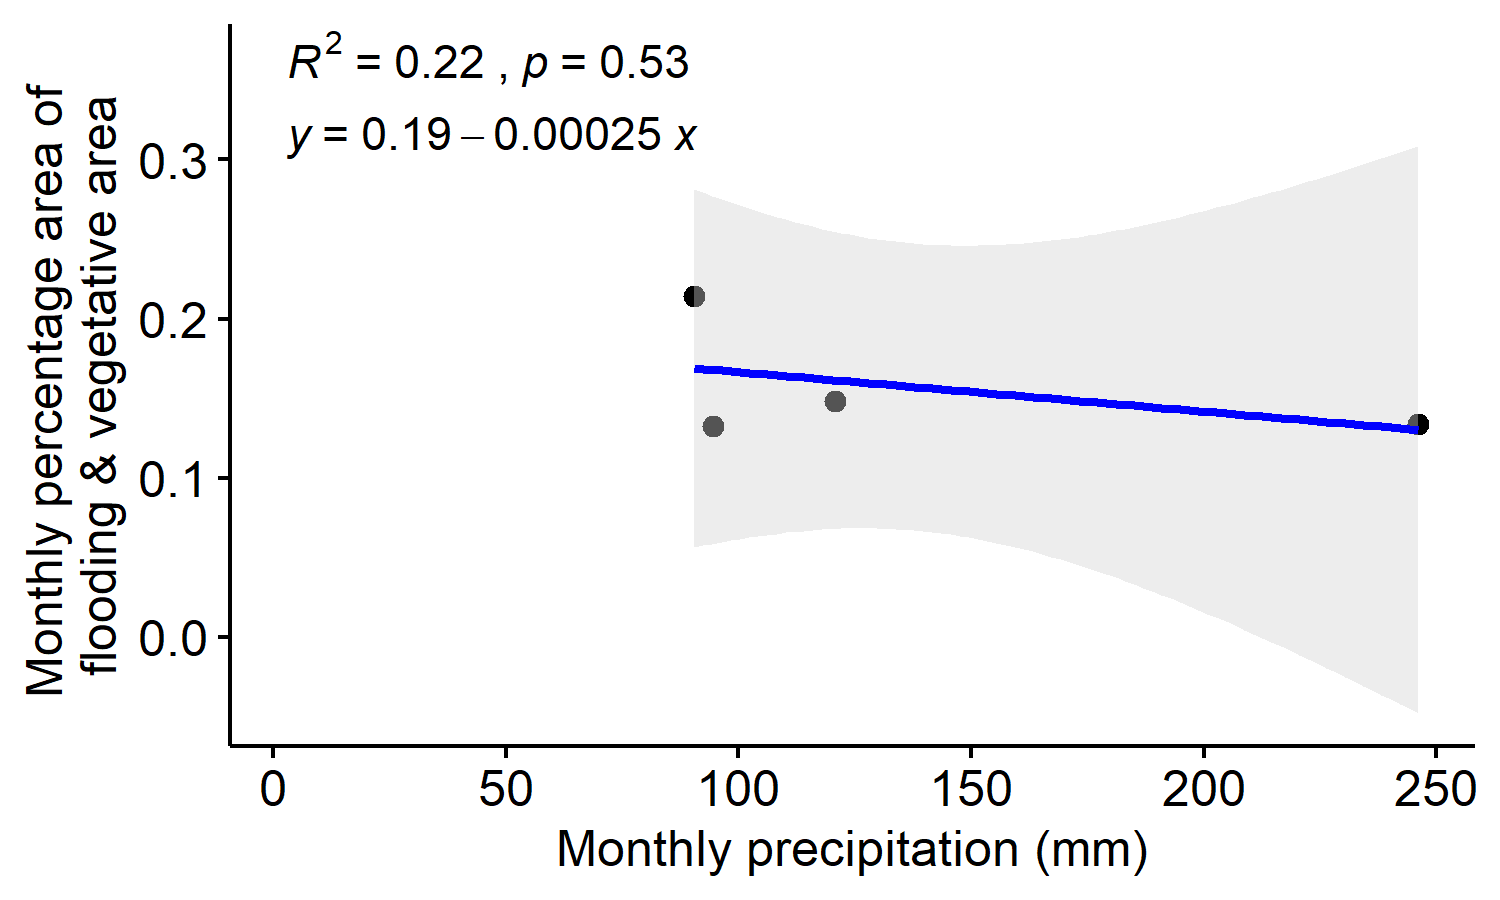 R² = 0.22 , p = 0.53
y = 0.19 – 0.00025 x
Monthly percentage area of
flooding & vegetative area
0.3
0.2
0.1
0.0
0 50 100 150 200 250
Monthly precipitation (mm)